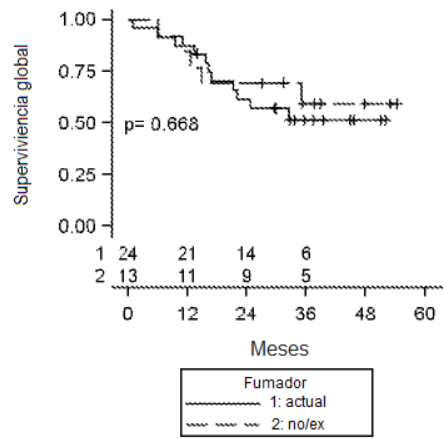 1.00
0.75
0.50
0.25
0.00
Superviviencia global
p= 0.668
1 24 21 14 6
2 13 11 9 5
0 12 24 36 48 60
Meses
Fumador
1: actual
2: no/ex